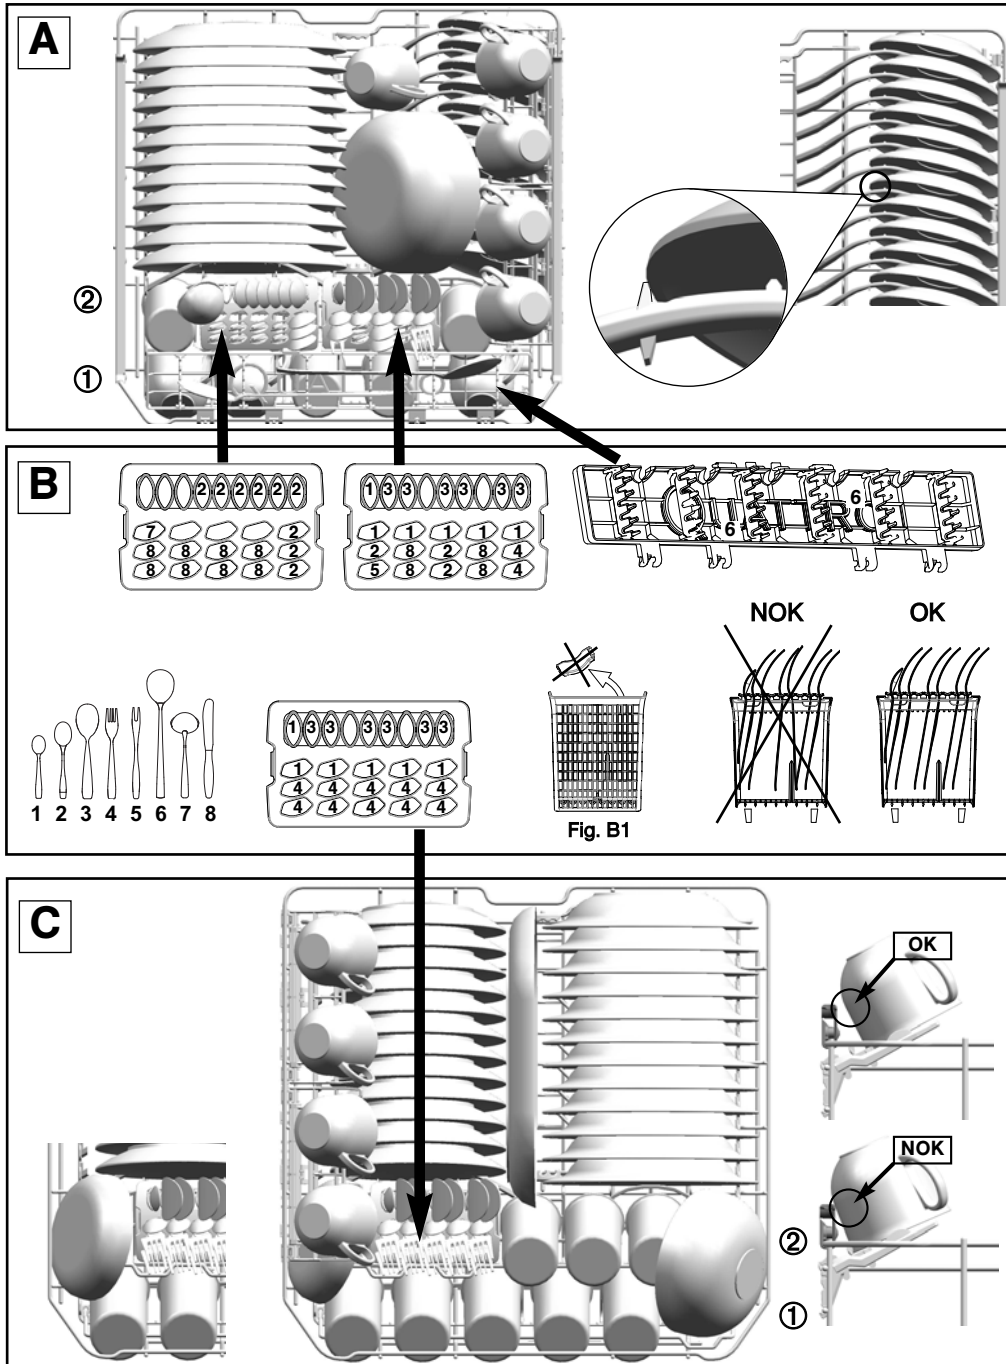 A
②
①
B
2 2 2 2 2 2
7 2
8 8 8 8 2
8 8 8 8 2
1 3 3 3 3 3 3
1 1 1 1 1
2 8 2 8 4
5 8 2 8 4
6
6
NOK OK
1 3 3 3 3 3 3
1 1 1 1 1
4 4 4 4 4
4 4 4 4 4
1 2 3 4 5 6 7 8
Fig. B1
C
OK
NOK
②
①